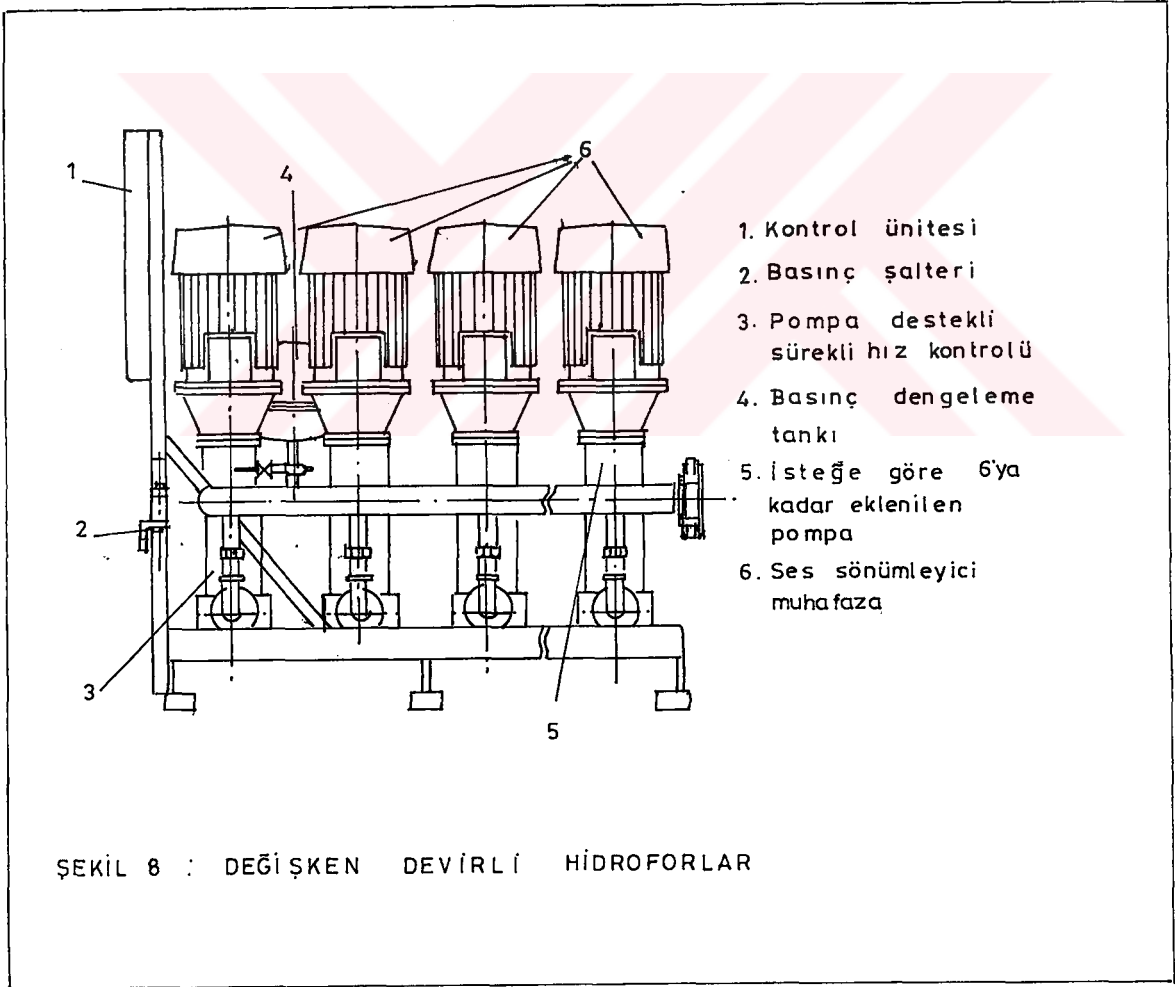 1
4
6
2
3
5
1. Kontrol ünitesi
2. Basınç şalteri
3. Pompa destekli
sürekli hız kontrolü
4. Basınç dengeleme
tankı
5. İsteğe göre 6'ya
kadar eklenilen
pompa
6. Ses sönümleyici
muhafaza
ŞEKİL 8 : DEĞİŞKEN DEVİRLİ HİDROFORLAR